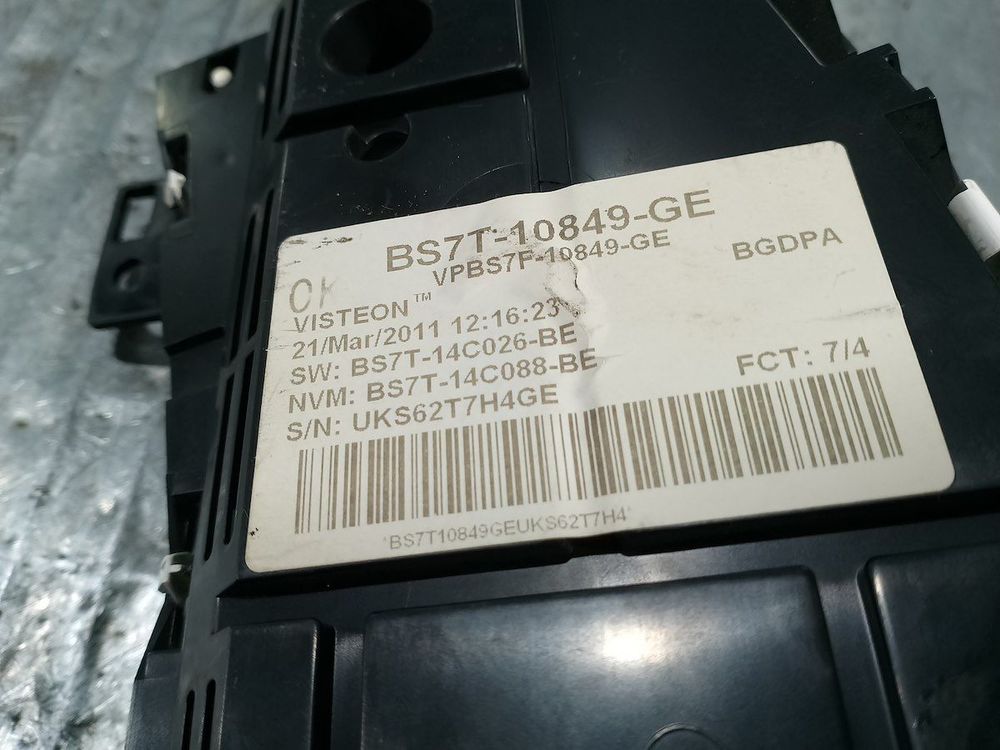 BS7T-10849-GE
VPBS7F-10849-GE
BGDPA
VISTEON™
21/Mar/2011 12:16:23
SW: BS7T-14C026-BE
NVM: BS7T-14C088-BE
FCT: 7/4
S/N: UKS62T7H4GE
*BS7T10849GEUKS62T7H4*